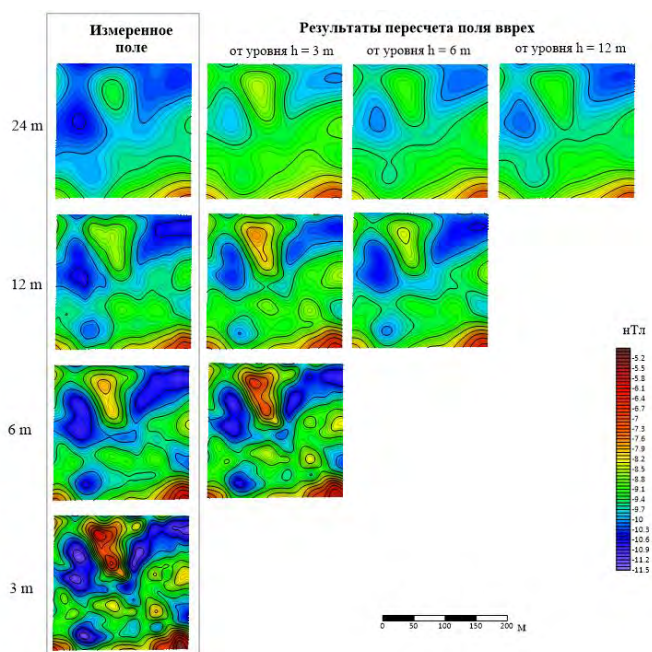 Измеренное
поле
Результаты пересчета поля вврех
от уровня h = 3 m
от уровня h = 6 m
от уровня h = 12 m
24 m
12 m
6 m
3 m
нТл
-5.2
-5.8
-6.1
-6.4
-6.7
-7
-7.3
-7.6
-7.9
-8.2
-8.5
-8.8
-9.1
-9.4
-9.7
-10
-10.3
-10.6
-10.9
-11.2
-11.5
0 50 100 150 200 м